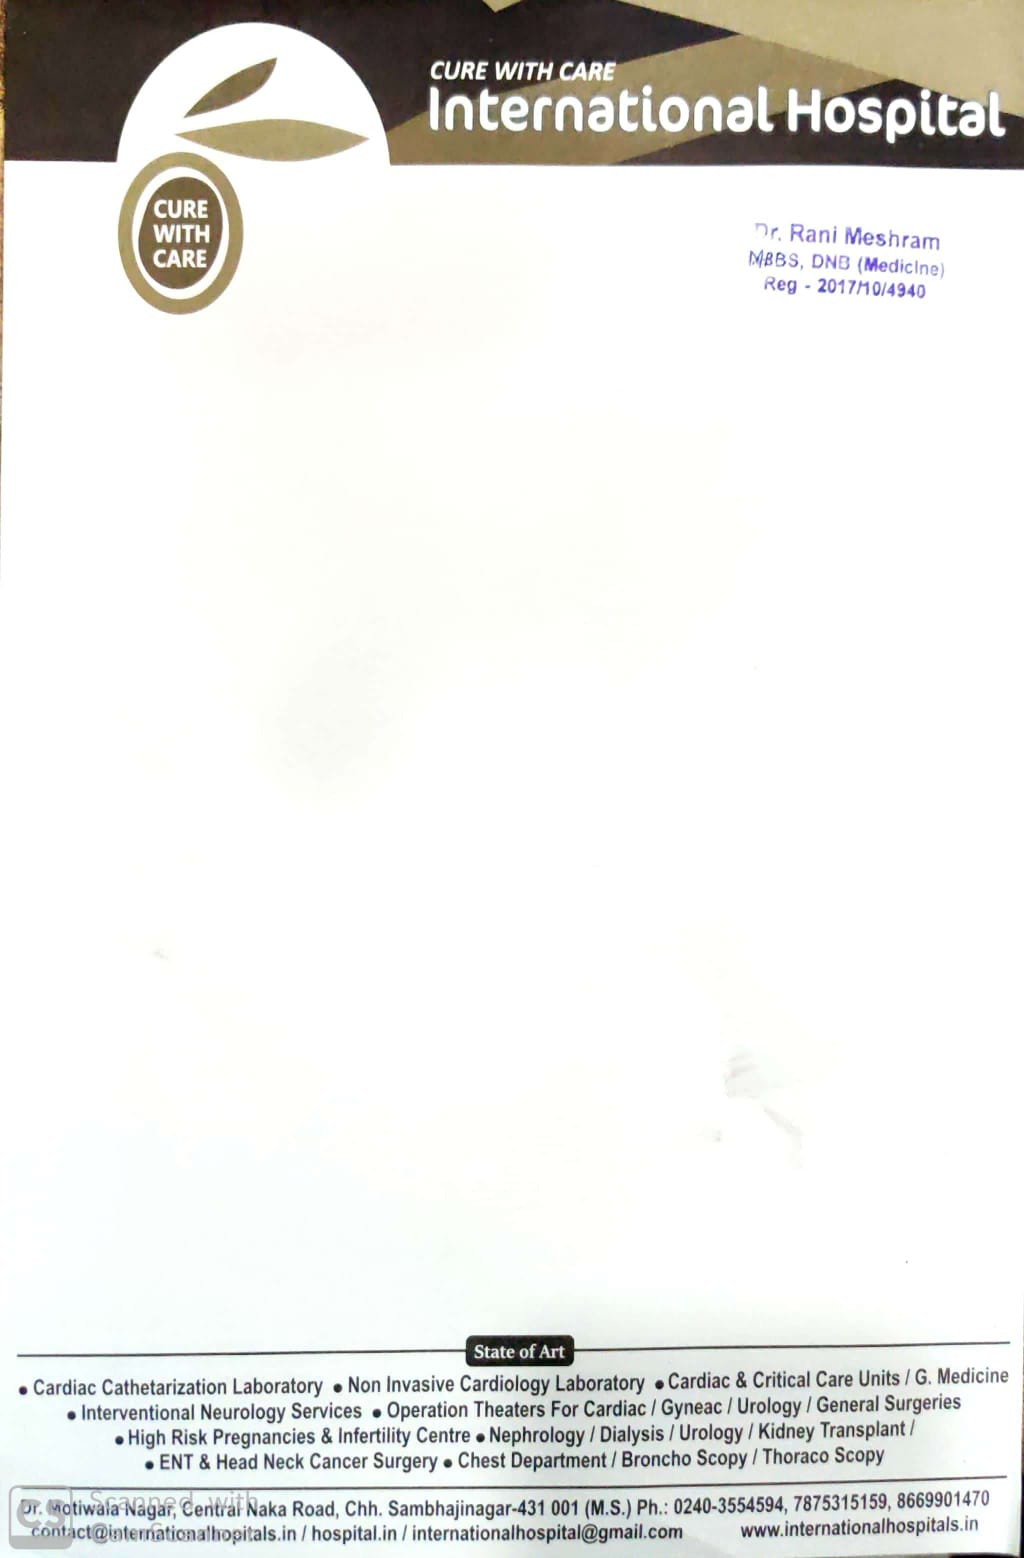 CURE WITH CARE
International Hospital
CURE
WITH
CARE
Dr. Rani Meshram
MBBS, DNB (Medicine)
Reg - 2017/10/4940
State of Art
• Cardiac Cathetarization Laboratory • Non Invasive Cardiology Laboratory • Cardiac & Critical Care Units / G. Medicine
• Interventional Neurology Services • Operation Theaters For Cardiac / Gyneac / Urology / General Surgeries
• High Risk Pregnancies & Infertility Centre • Nephrology / Dialysis / Urology / Kidney Transplant /
• ENT & Head Neck Cancer Surgery • Chest Department / Broncho Scopy / Thoraco Scopy
Dr. Motiwala Nagar, Central Naka Road, Chh. Sambhajinagar-431 001 (M.S.) Ph.: 0240-3554594, 7875315159, 8669901470
contact@internationalhopitals.in / hospital.in / internationalhospital@gmail.com www.internationalhospitals.in
CS
Scanned with